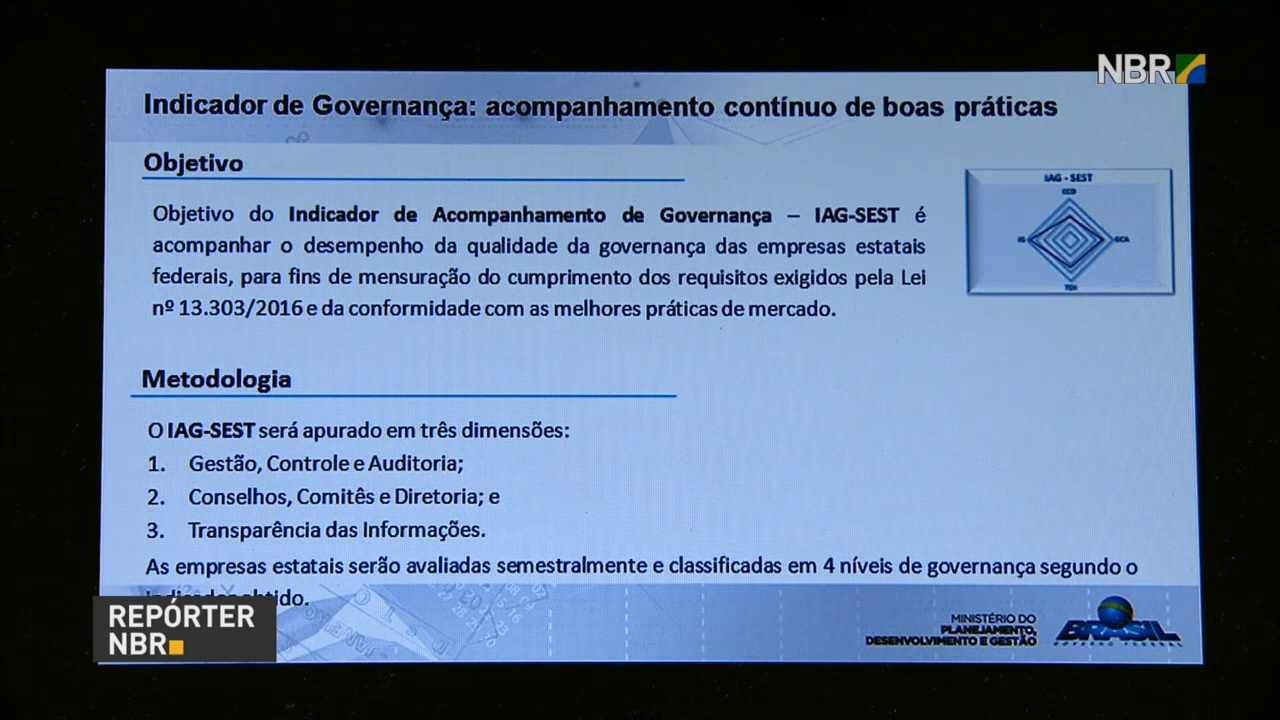 NBR
Indicador de Governança: acompanhamento contínuo de boas práticas
Objetivo
IAG - SEST
CCD
IG
GCA
TDI
Objetivo do Indicador de Acompanhamento de Governança – IAG-SEST é
acompanhar o desempenho da qualidade da governança das empresas estatais
federais, para fins de mensuração do cumprimento dos requisitos exigidos pela Lei
nº 13.303/2016 e da conformidade com as melhores práticas de mercado.
Metodologia
O IAG-SEST será apurado em três dimensões:
1. Gestão, Controle e Auditoria;
2. Conselhos, Comitês e Diretoria; e
3. Transparência das Informações.
As empresas estatais serão avaliadas semestralmente e classificadas em 4 níveis de governança segundo o
REPÓRTER
NBR
MINISTÉRIO DO
PLANEJAMENTO,
DESENVOLVIMENTO E GESTÃO
BRASIL
GOVERNO FEDERAL